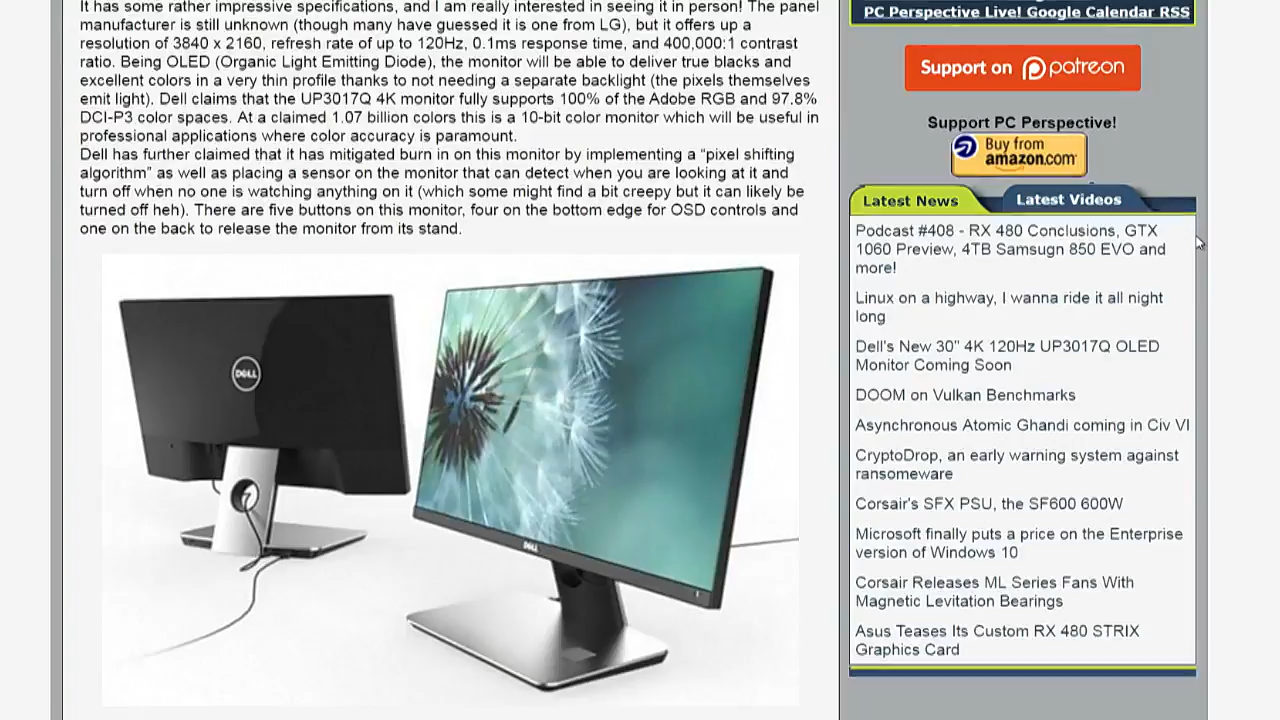 It has some rather impressive specifications, and I am really interested in seeing it in person! The panel
manufacturer is still unknown (though many have guessed it is one from LG), but it offers up a
resolution of 3840 x 2160, refresh rate of up to 120Hz, 0.1ms response time, and 400,000:1 contrast
ratio. Being OLED (Organic Light Emitting Diode), the monitor will be able to deliver true blacks and
excellent colors in a very thin profile thanks to not needing a separate backlight (the pixels themselves
emit light). Dell claims that the UP3017Q 4K monitor fully supports 100% of the Adobe RGB and 97.8%
DCI-P3 color spaces. At a claimed 1.07 billion colors this is a 10-bit color monitor which will be useful in
professional applications where color accuracy is paramount.
Dell has further claimed that it has mitigated burn in on this monitor by implementing a “pixel shifting
algorithm” as well as placing a sensor on the monitor that can detect when you are looking at it and
turn off when no one is watching anything on it (which some might find a bit creepy but it can likely be
turned off heh). There are five buttons on this monitor, four on the bottom edge for OSD controls and
one on the back to release the monitor from its stand.
DELL
DELL
PC Perspective Live! Google Calendar RSS
Support on patreon
Support PC Perspective!
Buy from
amazon.com
Latest News
Latest Videos
Podcast #408 - RX 480 Conclusions, GTX
1060 Preview, 4TB Samsugn 850 EVO and
more!
Linux on a highway, I wanna ride it all night
long
Dell's New 30" 4K 120Hz UP3017Q OLED
Monitor Coming Soon
DOOM on Vulkan Benchmarks
Asynchronous Atomic Ghandi coming in Civ VI
CryptoDrop, an early warning system against
ransomeware
Corsair's SFX PSU, the SF600 600W
Microsoft finally puts a price on the Enterprise
version of Windows 10
Corsair Releases ML Series Fans With
Magnetic Levitation Bearings
Asus Teases Its Custom RX 480 STRIX
Graphics Card